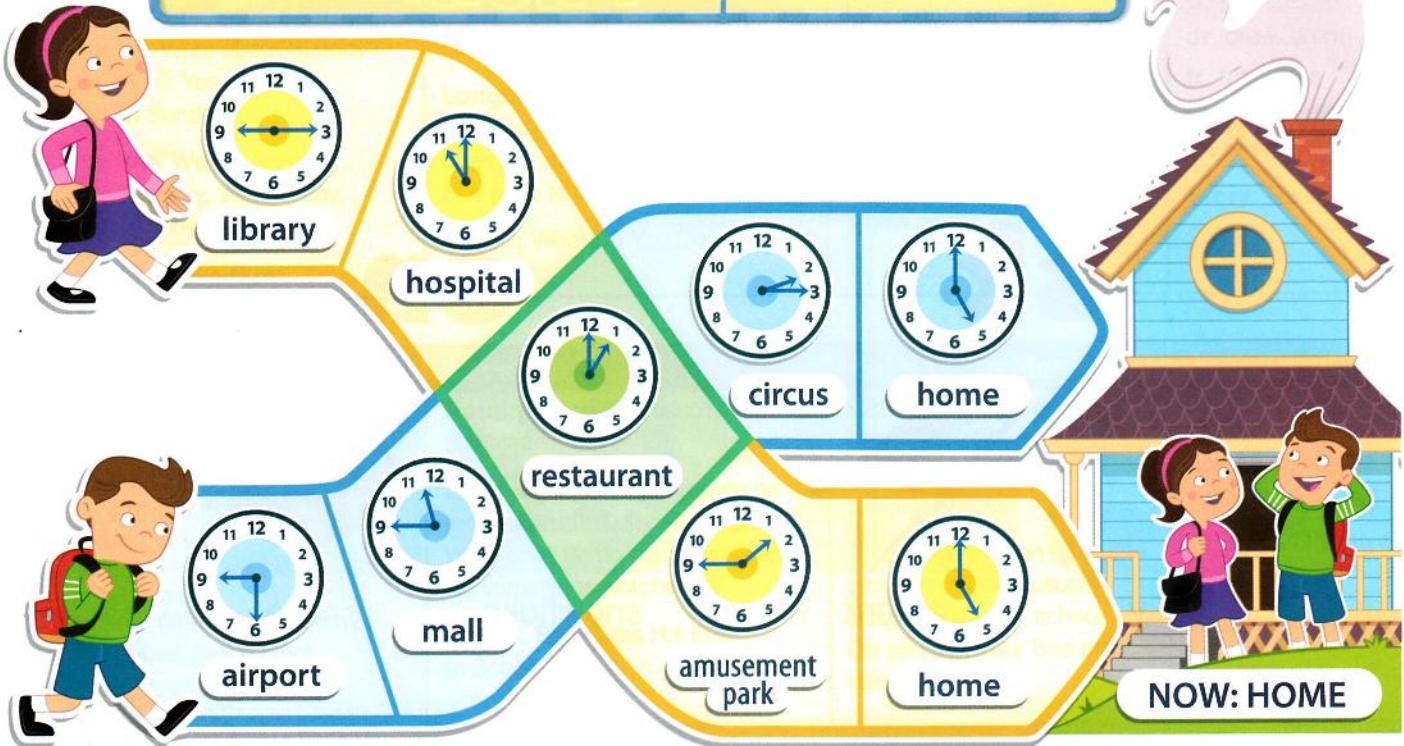 library
hospital
circus
home
restaurant
airport
mall
amusement
park
home
NOW: HOME